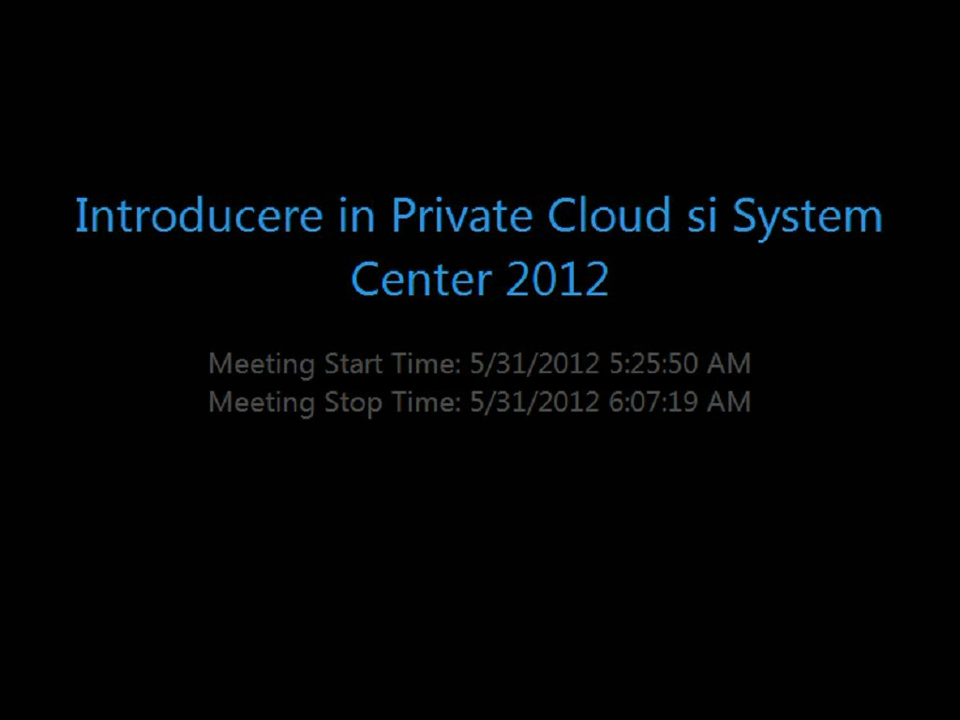 Introducere in Private Cloud si System
Center 2012
Meeting Start Time: 5/31/2012 5:25:50 AM
Meeting Stop Time: 5/31/2012 6:07:19 AM